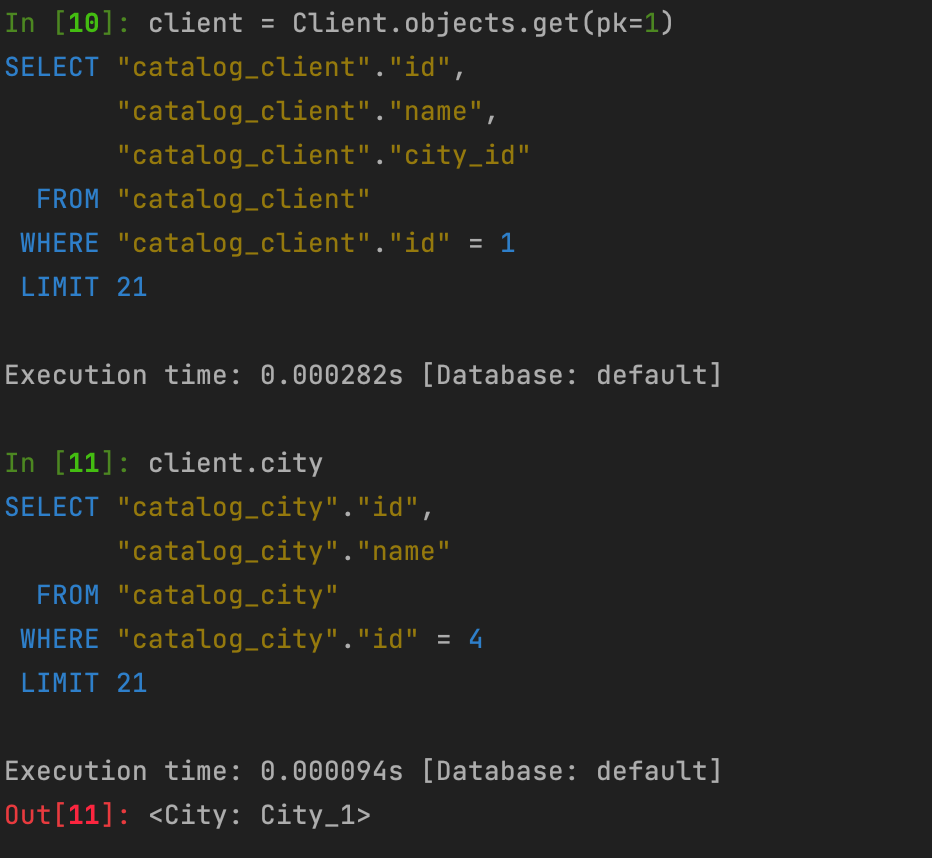 In [10]: client = Client.objects.get(pk=1)
SELECT "catalog_client"."id",
       "catalog_client"."name",
       "catalog_client"."city_id"
  FROM "catalog_client"
 WHERE "catalog_client"."id" = 1
 LIMIT 21
Execution time: 0.000282s [Database: default]
In [11]: client.city
SELECT "catalog_city"."id",
       "catalog_city"."name"
  FROM "catalog_city"
 WHERE "catalog_city"."id" = 4
 LIMIT 21
Execution time: 0.000094s [Database: default]
Out[11]: <City: City_1>